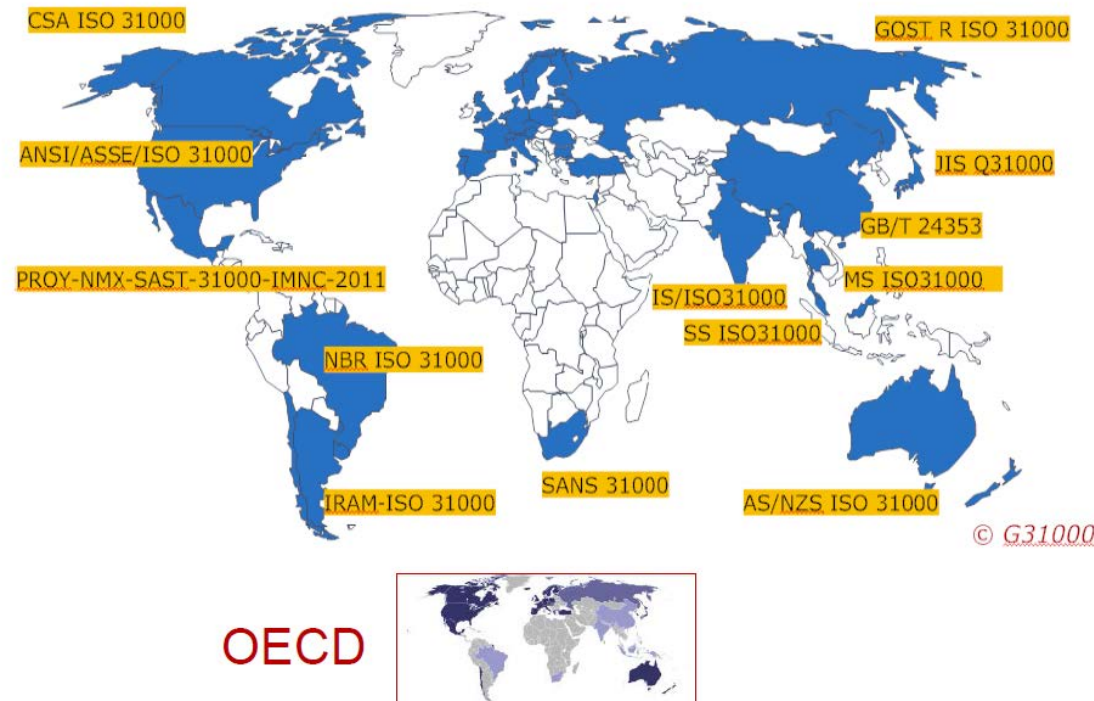 CSA ISO 31000
GOST R ISO 31000
ANSI/ASSE/ISO 31000
JIS Q31000
GB/T 24353
PROY-NMX-SAST-31000-IMNC-2011
IS/ISO31000
MS ISO31000
SS ISO31000
NBR ISO 31000
SANS 31000
IRAM-ISO 31000
AS/NZS ISO 31000
© G31000
OECD